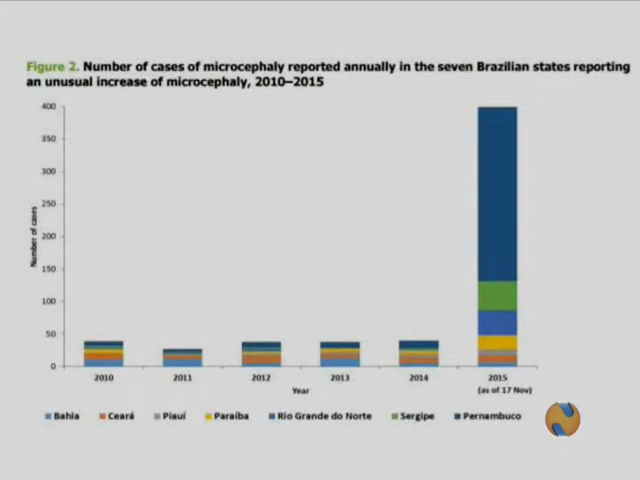 Figure 2. Number of cases of microcephaly reported annually in the seven Brazilian states reporting
an unusual increase of microcephaly, 2010–2015
400
350
300
250
200
150
100
50
0
Number of cases
2010 2011 2012 2013 2014 2015
(as of 17 Nov)
Year
Bahia Ceará Piauí Paraíba Rio Grande do Norte Sergipe Pernambuco